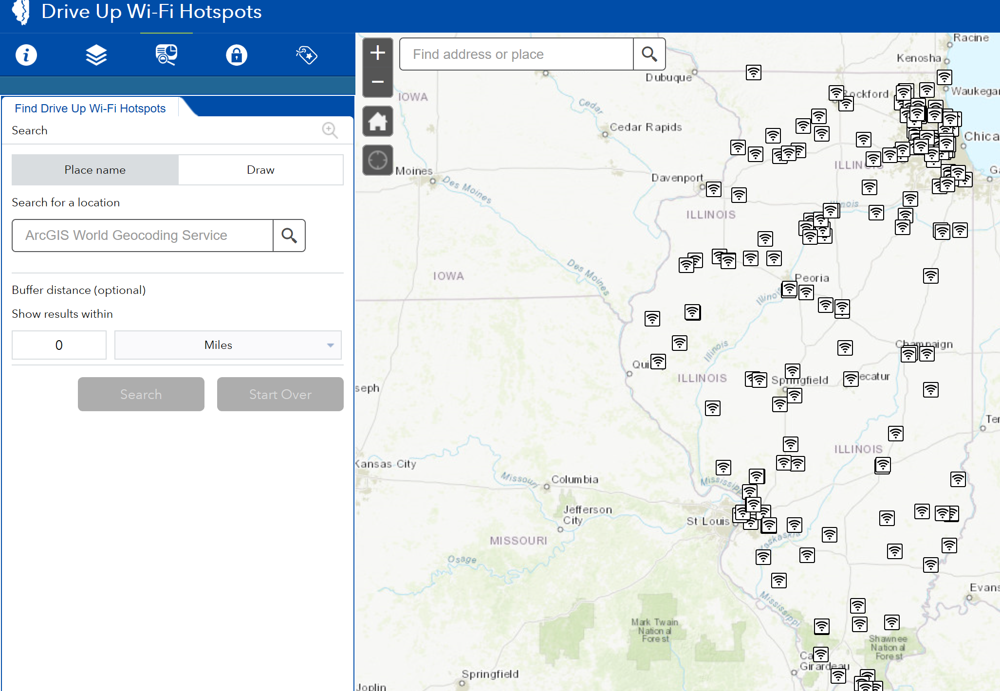 Drive Up Wi-Fi Hotspots
Find Drive Up Wi-Fi Hotspots
Search
Place name
Draw
Search for a location
ArcGIS World Geocoding Service
Buffer distance (optional)
Show results within
0
Miles
Search
Start Over
+
−
Find address or place
Racine
Kenosha
Dubuque
Waukegan
IOWA
Rockford
Cedar
Cedar Rapids
Chica
ILLINOIS
Moines
Davenport
Ga
Des Moines
Illinois
ILLINOIS
Des Moines
IOWA
Peoria
Illinois
Illinois
Champaign
Qui
ILLINOIS
Springfield
ecatur
seph
Ter
ILLINOIS
Kansas City
Missouri
Columbia
Mississipp
Jefferson
City
St Louis
Kaskaskia
MISSOURI
Osage
Evans
Mississippi
Mark Twain
National
Forest
Shawnee
National
Forest
Ca
Girardeau
Springfield
Joplin